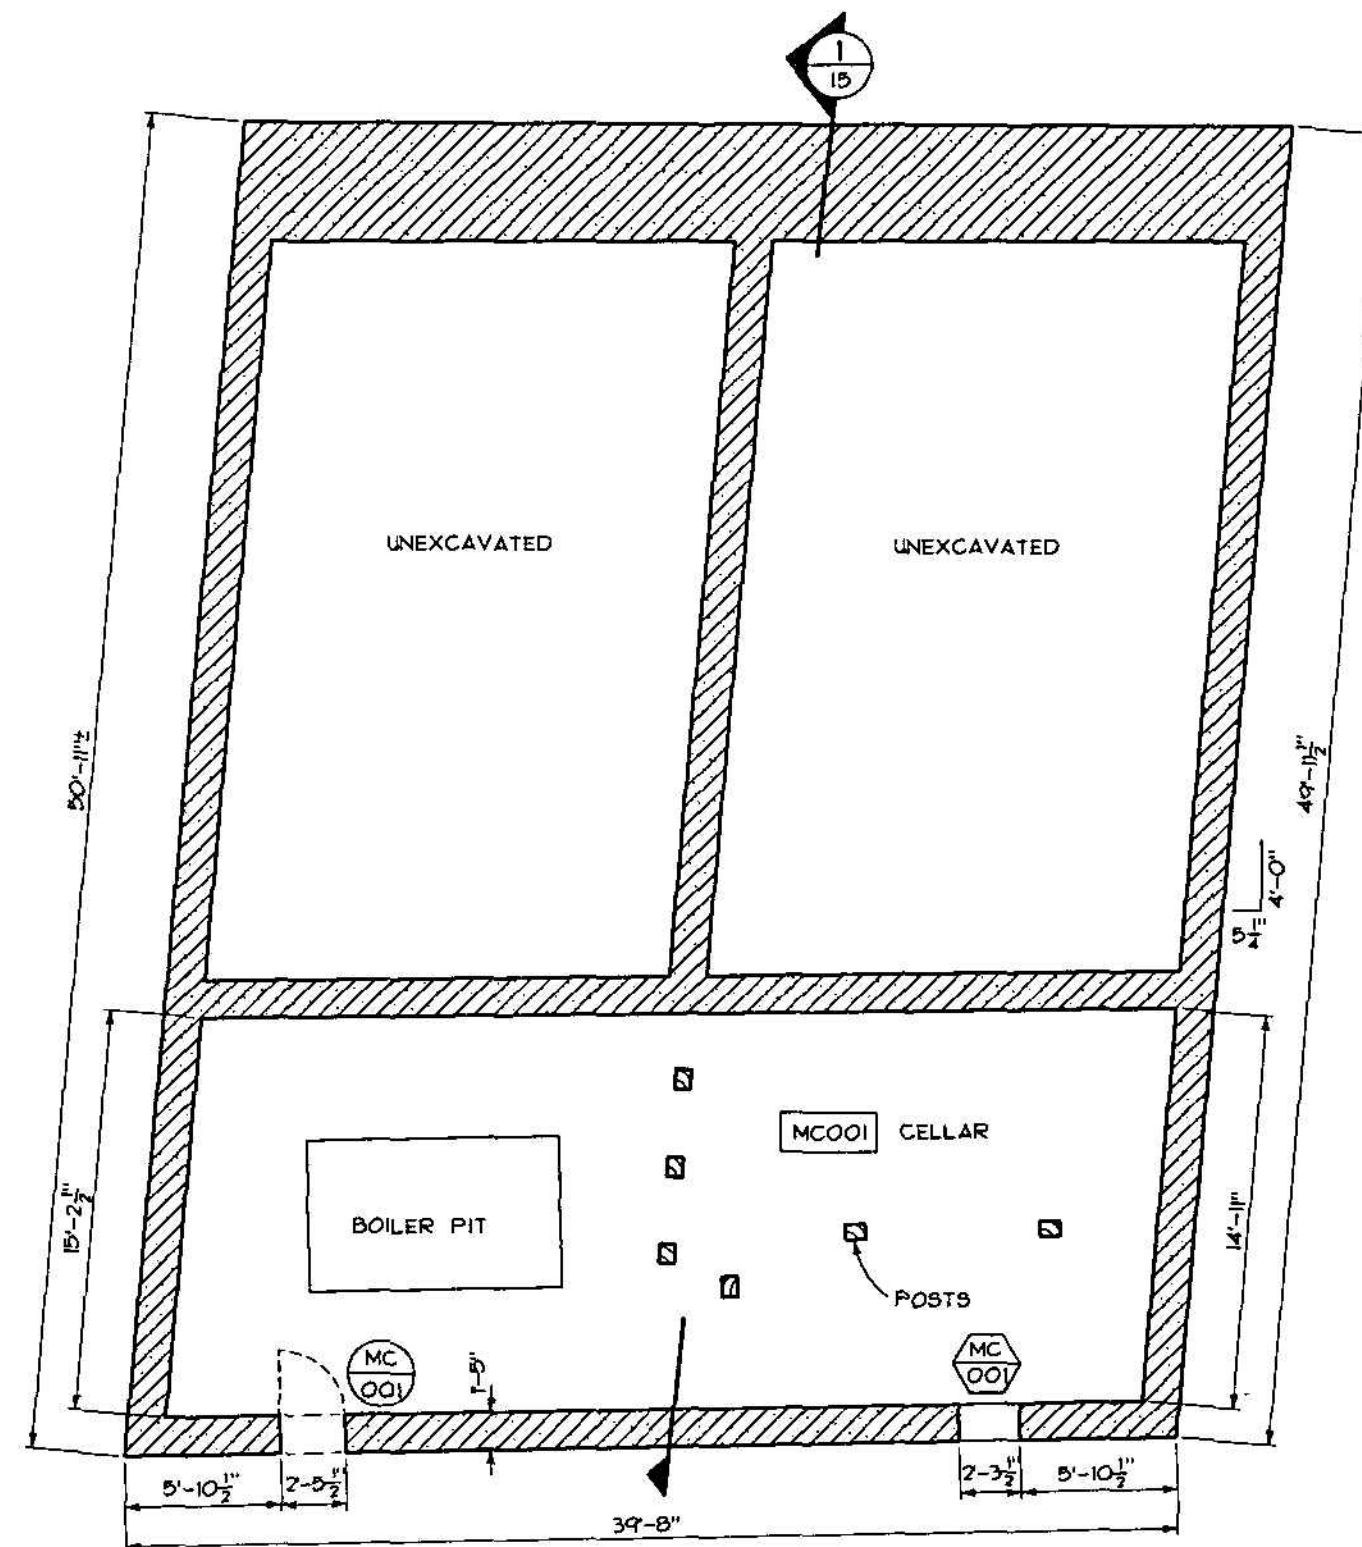 1
15
UNEXCAVATED
UNEXCAVATED
50'-11"½
49'-11½"
4'-0"
5¼"
MC001 CELLAR
15'-2½"
BOILER PIT
14'-11"
POSTS
MC
001
1'-5"
MC
001
5'-10½"
2'-5½"
2'-3½"
5'-10½"
39'-8"